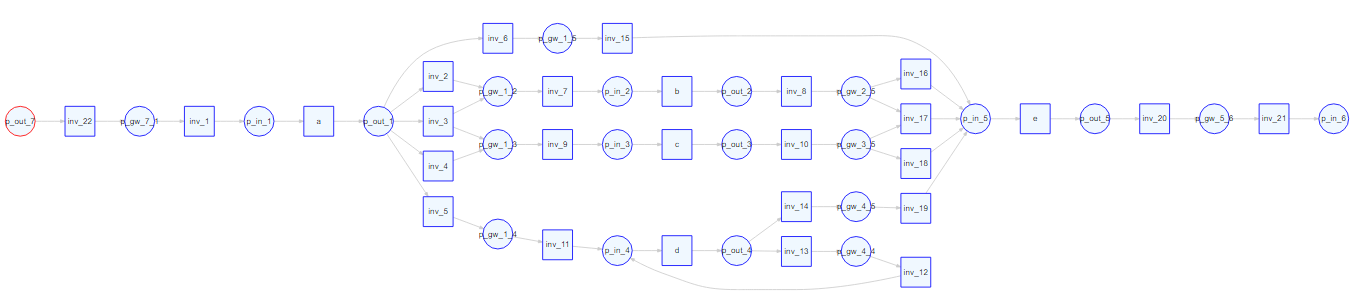 inv_6
p_gw_1_5
inv_15
inv_2
p_gw_1_2
inv_7
p_in_2
b
p_out_2
inv_8
p_gw_2_5
inv_16
p_out_7
inv_22
p_gw_7_1
inv_1
p_in_1
a
p_out_1
inv_3
inv_17
p_in_5
e
p_out_5
inv_20
p_gw_5_6
inv_21
p_in_6
inv_4
p_gw_1_3
inv_9
p_in_3
c
p_out_3
inv_10
p_gw_3_5
inv_18
inv_5
p_gw_1_4
inv_11
p_in_4
d
p_out_4
inv_14
p_gw_4_5
inv_19
inv_13
p_gw_4_4
inv_12